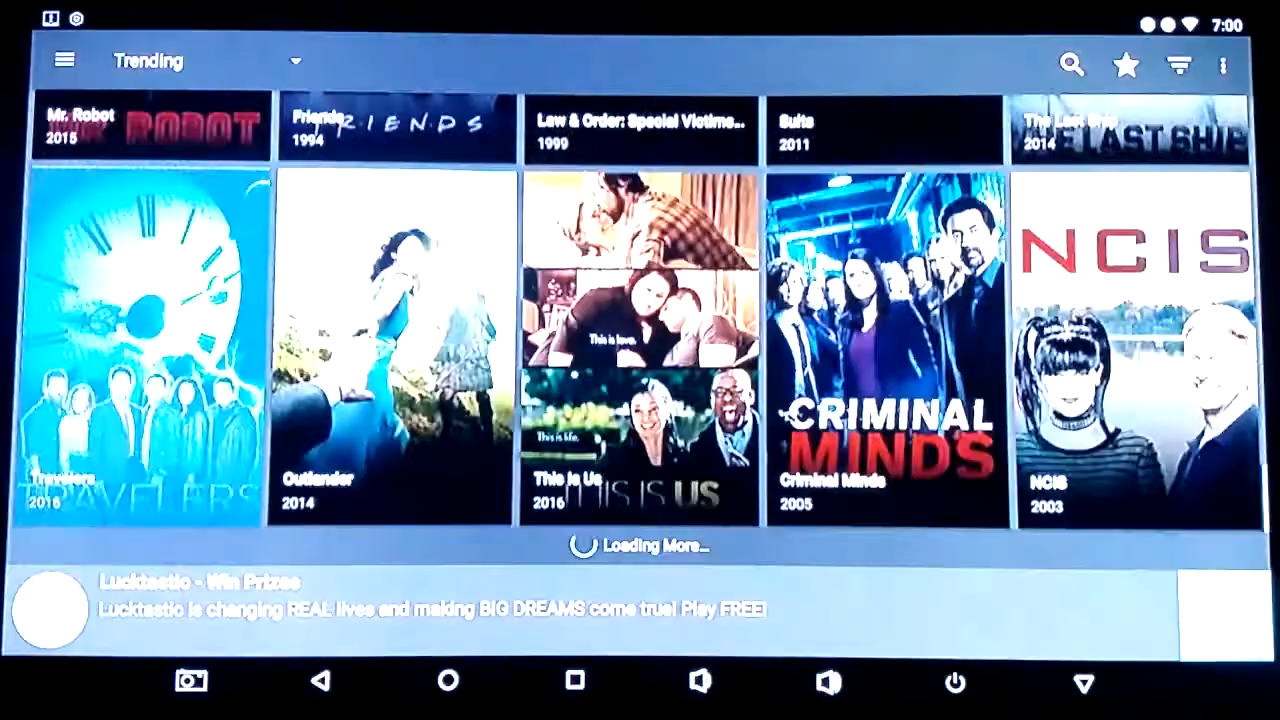 7:00
Trending
Mr. Robot
2015
ROBOT
Friends
1994
F·R·I·E·N·D·S
Law & Order: Special Victims...
1999
Suits
2011
The Last Ship
2014
THE LAST SHIP
Travelers
2016
TRAVELERS
Outlander
2014
This is love.
This is life.
This Is Us
2016
THIS IS US
CRIMINAL
MINDS
Criminal Minds
2005
NCIS
NCIS
2003
Loading More...
Lucktastic - Win Prizes
Lucktastic is changing REAL lives and making BIG DREAMS come true! Play FREE!